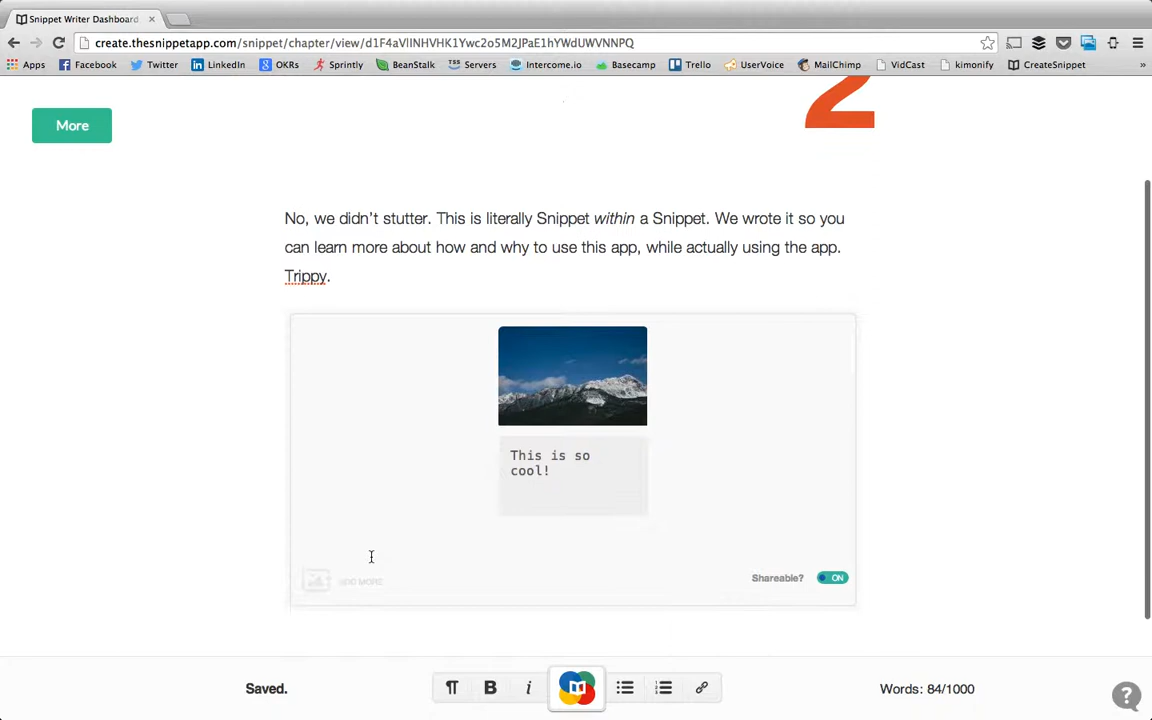 Snippet Writer Dashboard
create.thesnippetapp.com/snippet/chapter/view/d1F4aVlINHVHK1Ywc2o5M2JPaE1hYWdUWVNNPQ
Apps Facebook Twitter LinkedIn OKRs Sprintly BeanStalk TSS Servers Intercome.io Basecamp Trello UserVoice MailChimp VidCast kimonify CreateSnippet »
2
More
No, we didn't stutter. This is literally Snippet within a Snippet. We wrote it so you
can learn more about how and why to use this app, while actually using the app.
Trippy.
This is so
cool!
ADD MORE
Shareable? ON
Saved.
¶ B i
Words: 84/1000
?